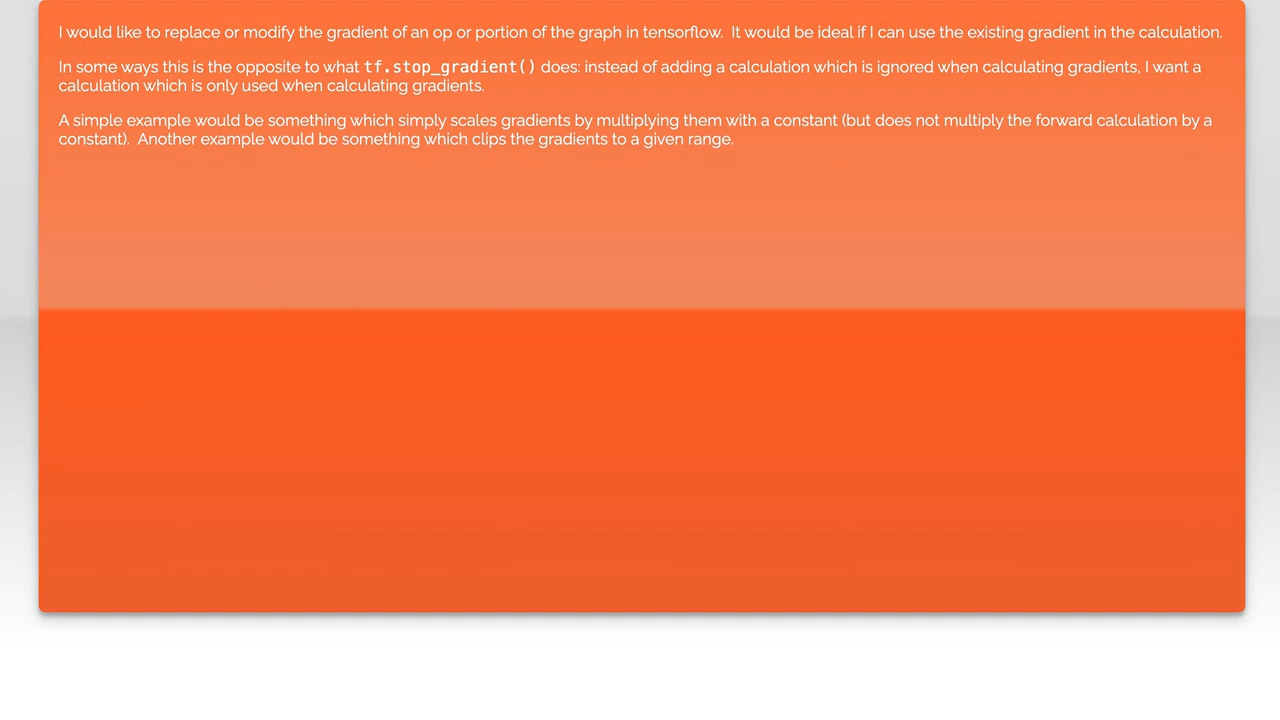 I would like to replace or modify the gradient of an op or portion of the graph in tensorflow.  It would be ideal if I can use the existing gradient in the calculation.
In some ways this is the opposite to what tf.stop_gradient() does: instead of adding a calculation which is ignored when calculating gradients, I want a
calculation which is only used when calculating gradients.
A simple example would be something which simply scales gradients by multiplying them with a constant (but does not multiply the forward calculation by a
constant).  Another example would be something which clips the gradients to a given range.